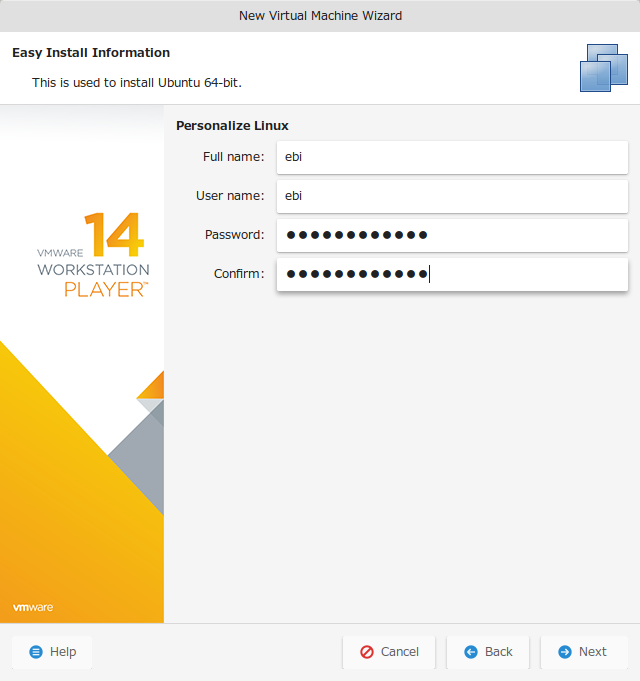 New Virtual Machine Wizard
Easy Install Information
This is used to install Ubuntu 64-bit.
Personalize Linux
Full name: ebi
User name: ebi
Password: ●●●●●●●●●●●●
Confirm: ●●●●●●●●●●●●
VMWARE 14
WORKSTATION
PLAYER™
vmware
Help Cancel Back Next